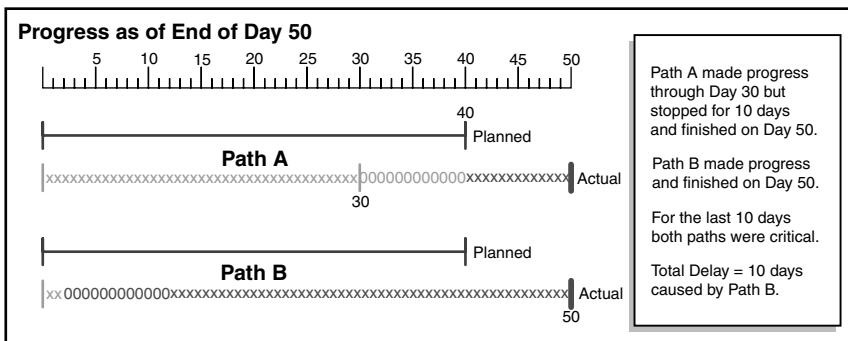 Progress as of End of Day 50
5 10 15 20 25 30 35 40 45 50
40
Planned
Path A
xxxxxxxxxxxxxxxxxxxxxxxxxxxxxxxxxxxx000000000000xxxxxxxxxxxx Actual
30
Planned
Path B
xx000000000000xxxxxxxxxxxxxxxxxxxxxxxxxxxxxxxxxxxxxxxxxxxxxx Actual
50
Path A made progress
through Day 30 but
stopped for 10 days
and finished on Day 50.
Path B made progress
and finished on Day 50.
For the last 10 days
both paths were critical.
Total Delay = 10 days
caused by Path B.